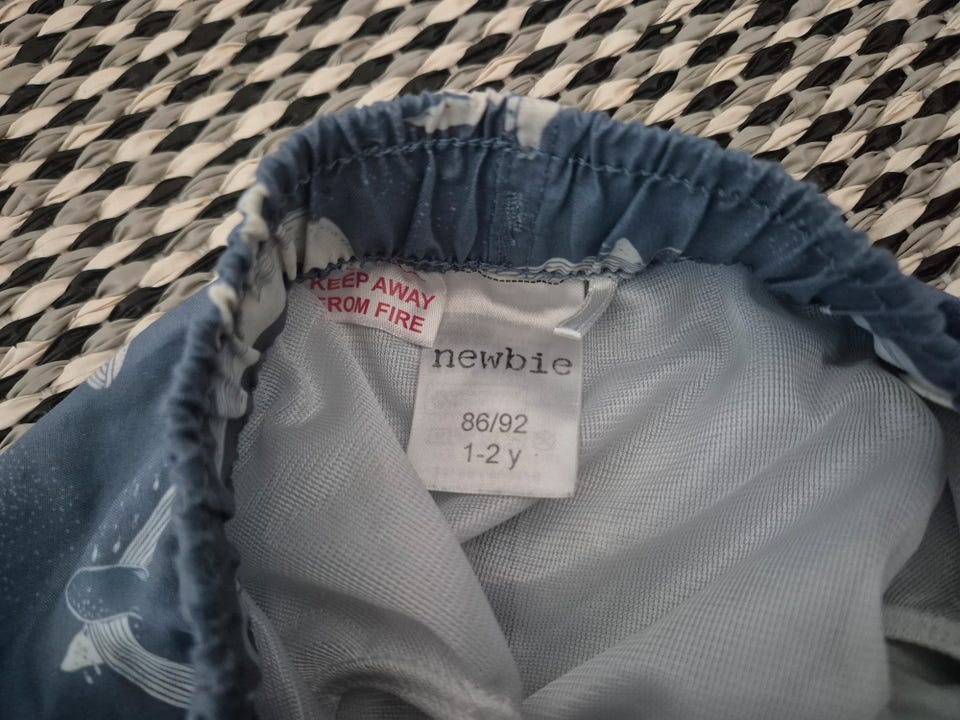 KEEP AWAY
FROM FIRE
newbie
86/92
1-2 y